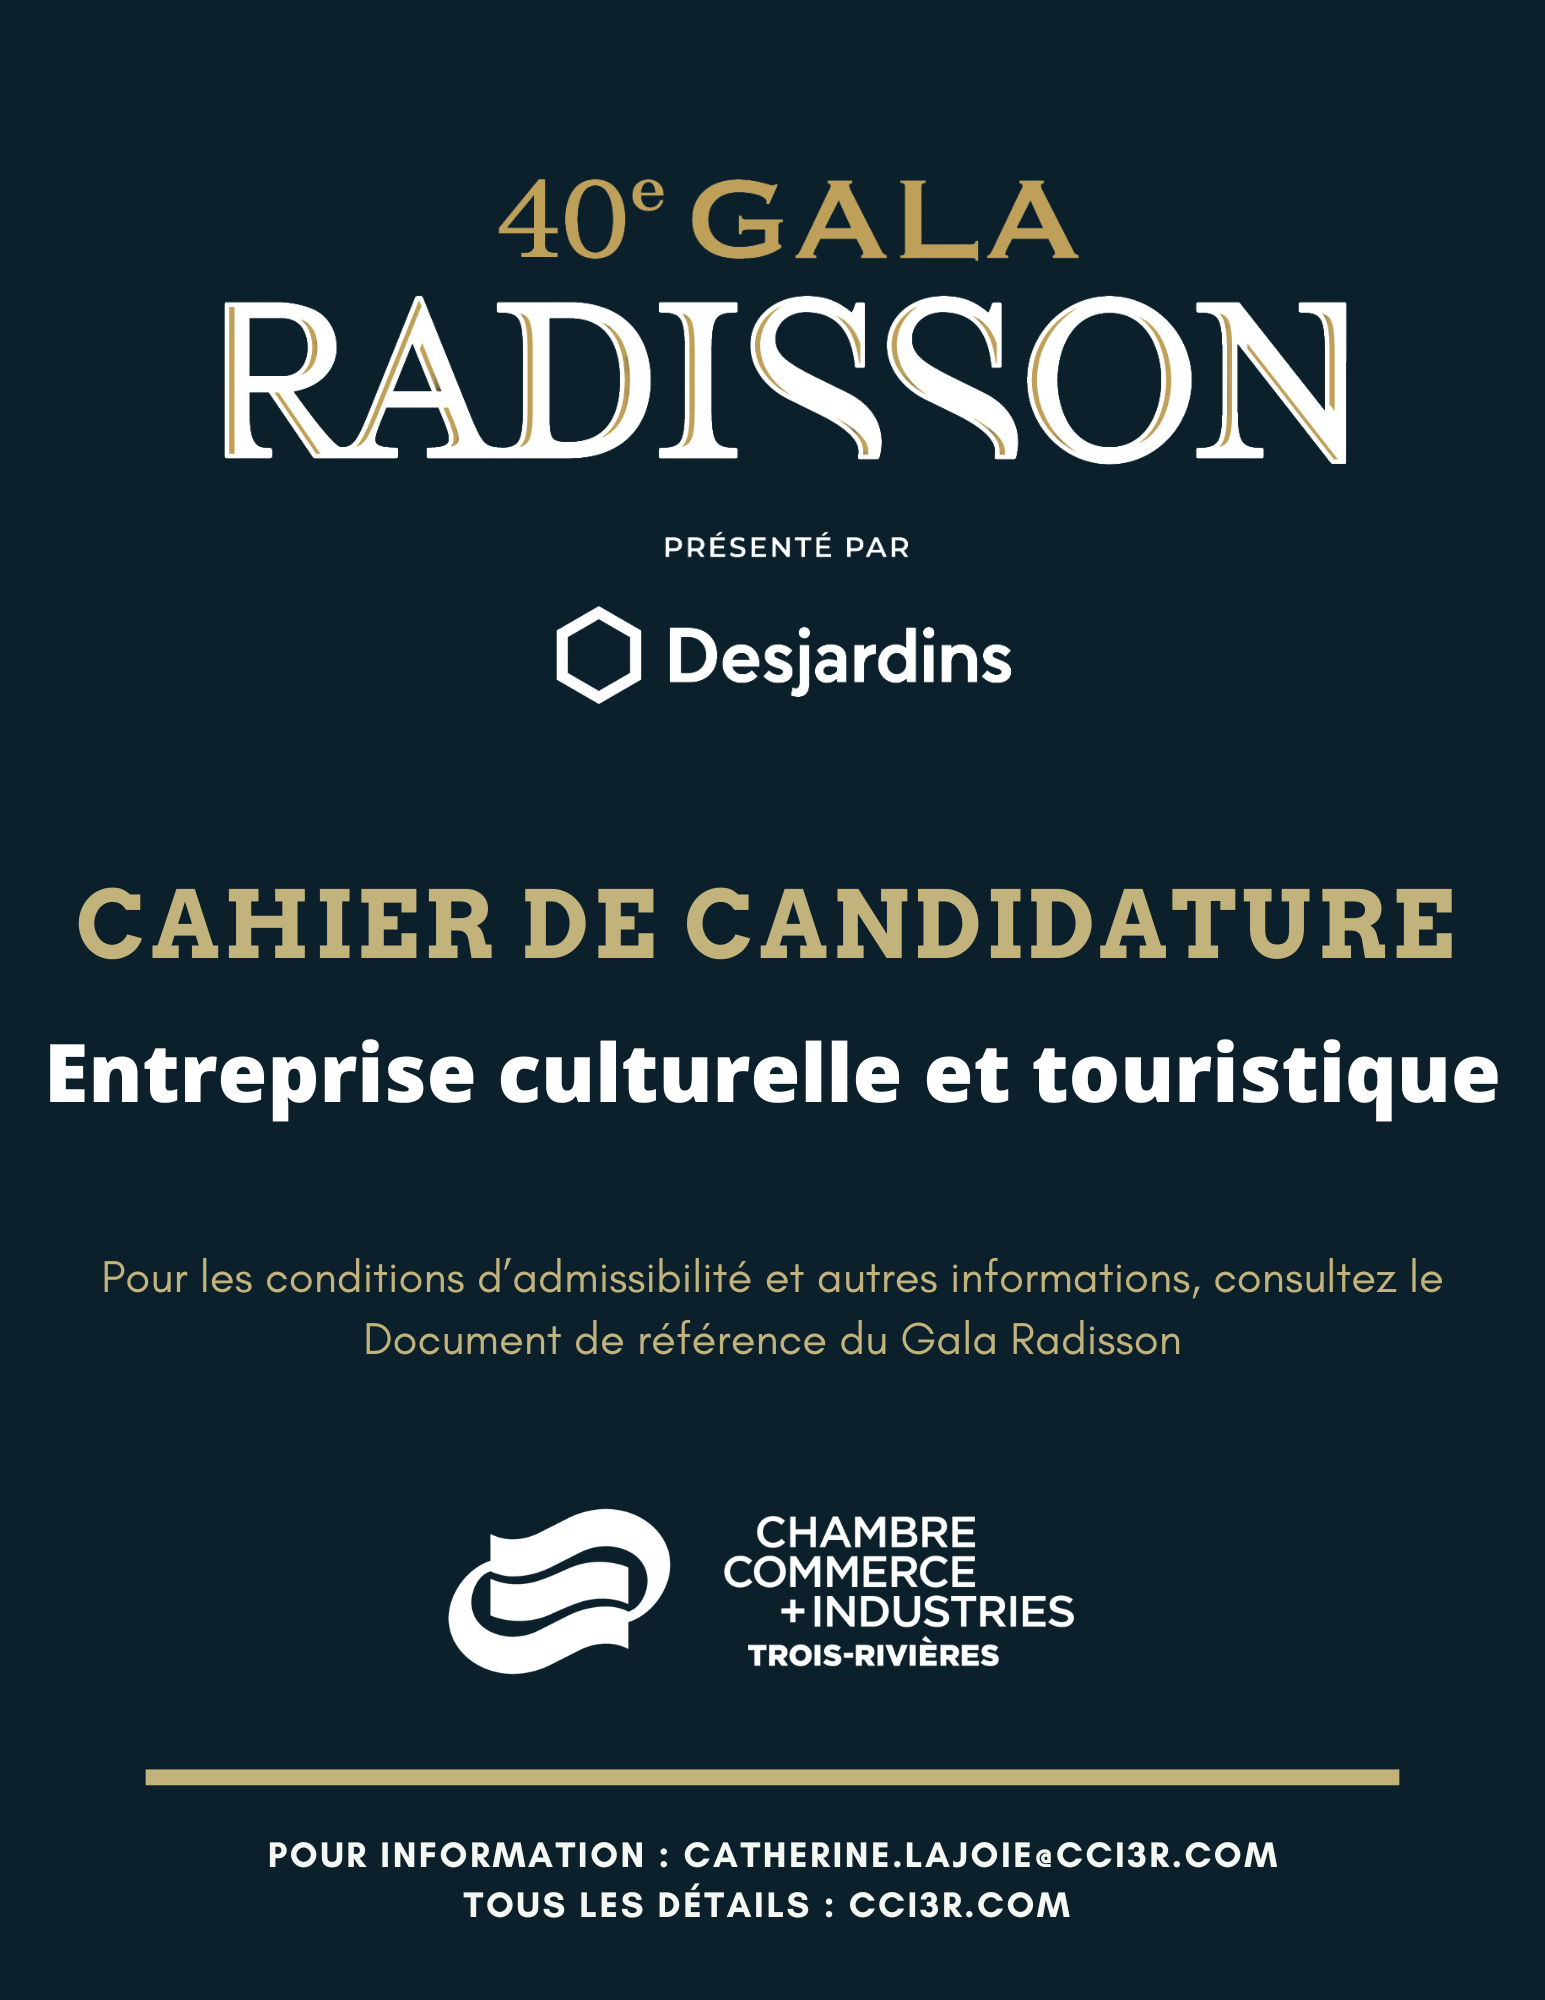 40e GALA
RADISSON
PRÉSENTÉ PAR
Desjardins
CAHIER DE CANDIDATURE
Entreprise culturelle et touristique
Pour les conditions d’admissibilité et autres informations, consultez le
Document de référence du Gala Radisson
CHAMBRE
COMMERCE
+INDUSTRIES
TROIS-RIVIÈRES
POUR INFORMATION : CATHERINE.LAJOIE@CCI3R.COM
TOUS LES DÉTAILS : CCI3R.COM